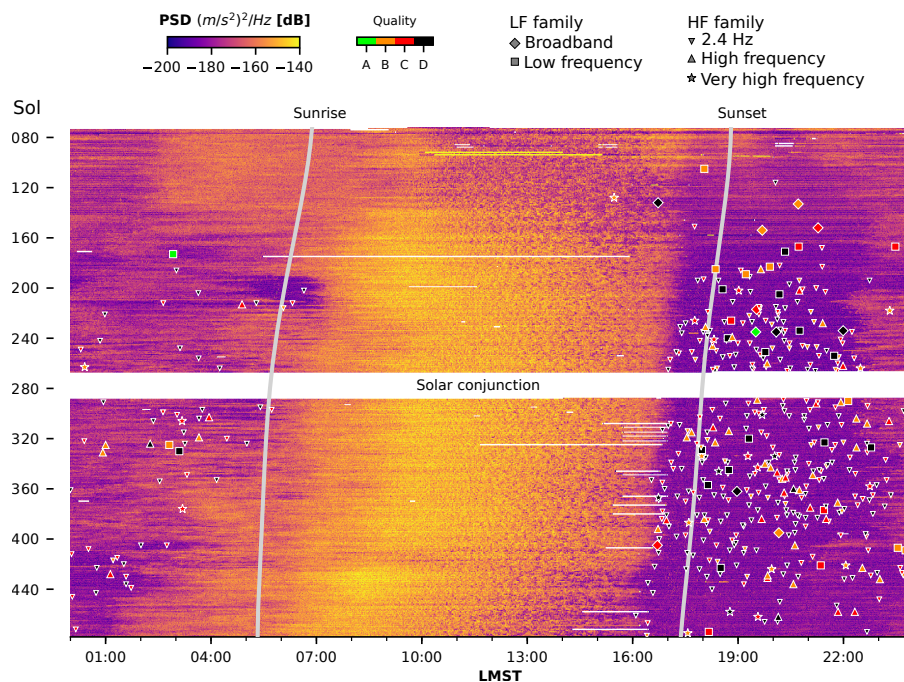 PSD (m/s²)²/Hz [dB]
−200 −180 −160 −140
Quality
A B C D
LF family
Broadband
Low frequency
HF family
2.4 Hz
High frequency
Very high frequency
Sol
Sunrise
Sunset
080
120
160
200
240
280
Solar conjunction
320
360
400
440
01:00 04:00 07:00 10:00 13:00 16:00 19:00 22:00
LMST